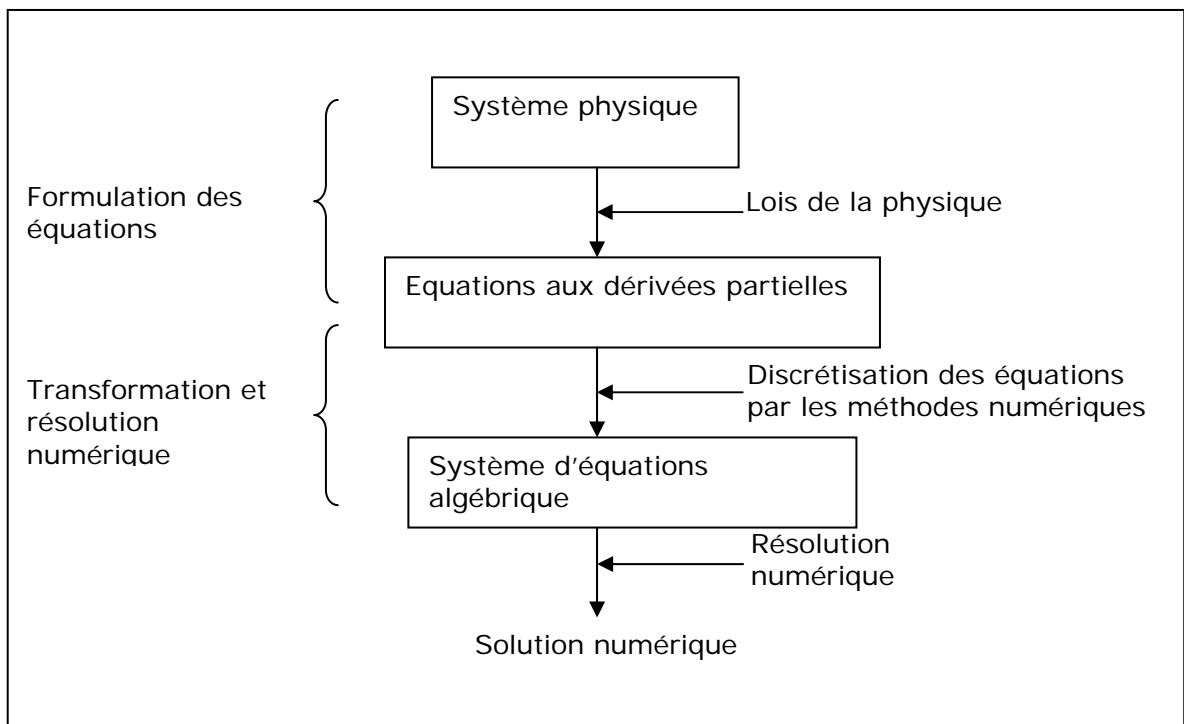 Système physique
Formulation des
équations
Lois de la physique
Equations aux dérivées partielles
Transformation et
résolution
numérique
Discrétisation des équations
par les méthodes numériques
Système d'équations
algébrique
Résolution
numérique
Solution numérique